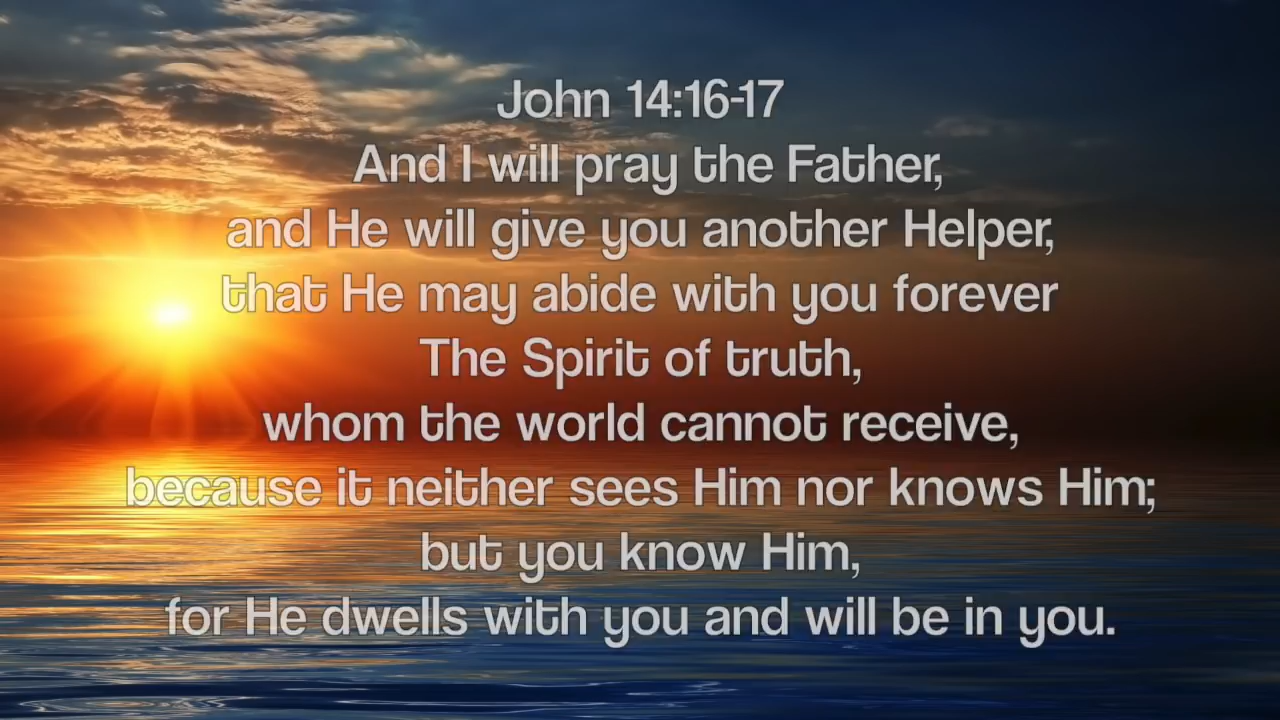 John 14:16-17
And I will pray the Father,
and He will give you another Helper,
that He may abide with you forever
The Spirit of truth,
whom the world cannot receive,
because it neither sees Him nor knows Him;
but you know Him,
for He dwells with you and will be in you.